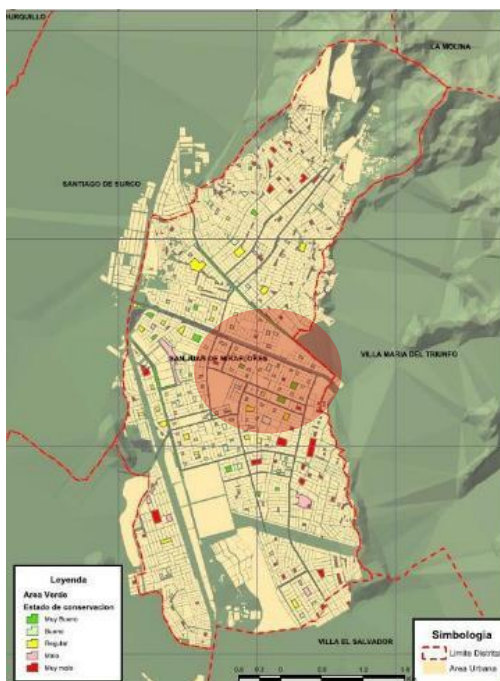 SURQUILLO
LA MOLINA
SANTIAGO DE SURCO
SAN JUAN DE MIRAFLORES
VILLA MARIA DEL TRIUNFO
Leyenda
Area Verde
Estado de conservacion
Muy Bueno
Bueno
Regular
Malo
Muy malo
VILLA EL SALVADOR
Simbologia
Limite Distrital
Area Urbana